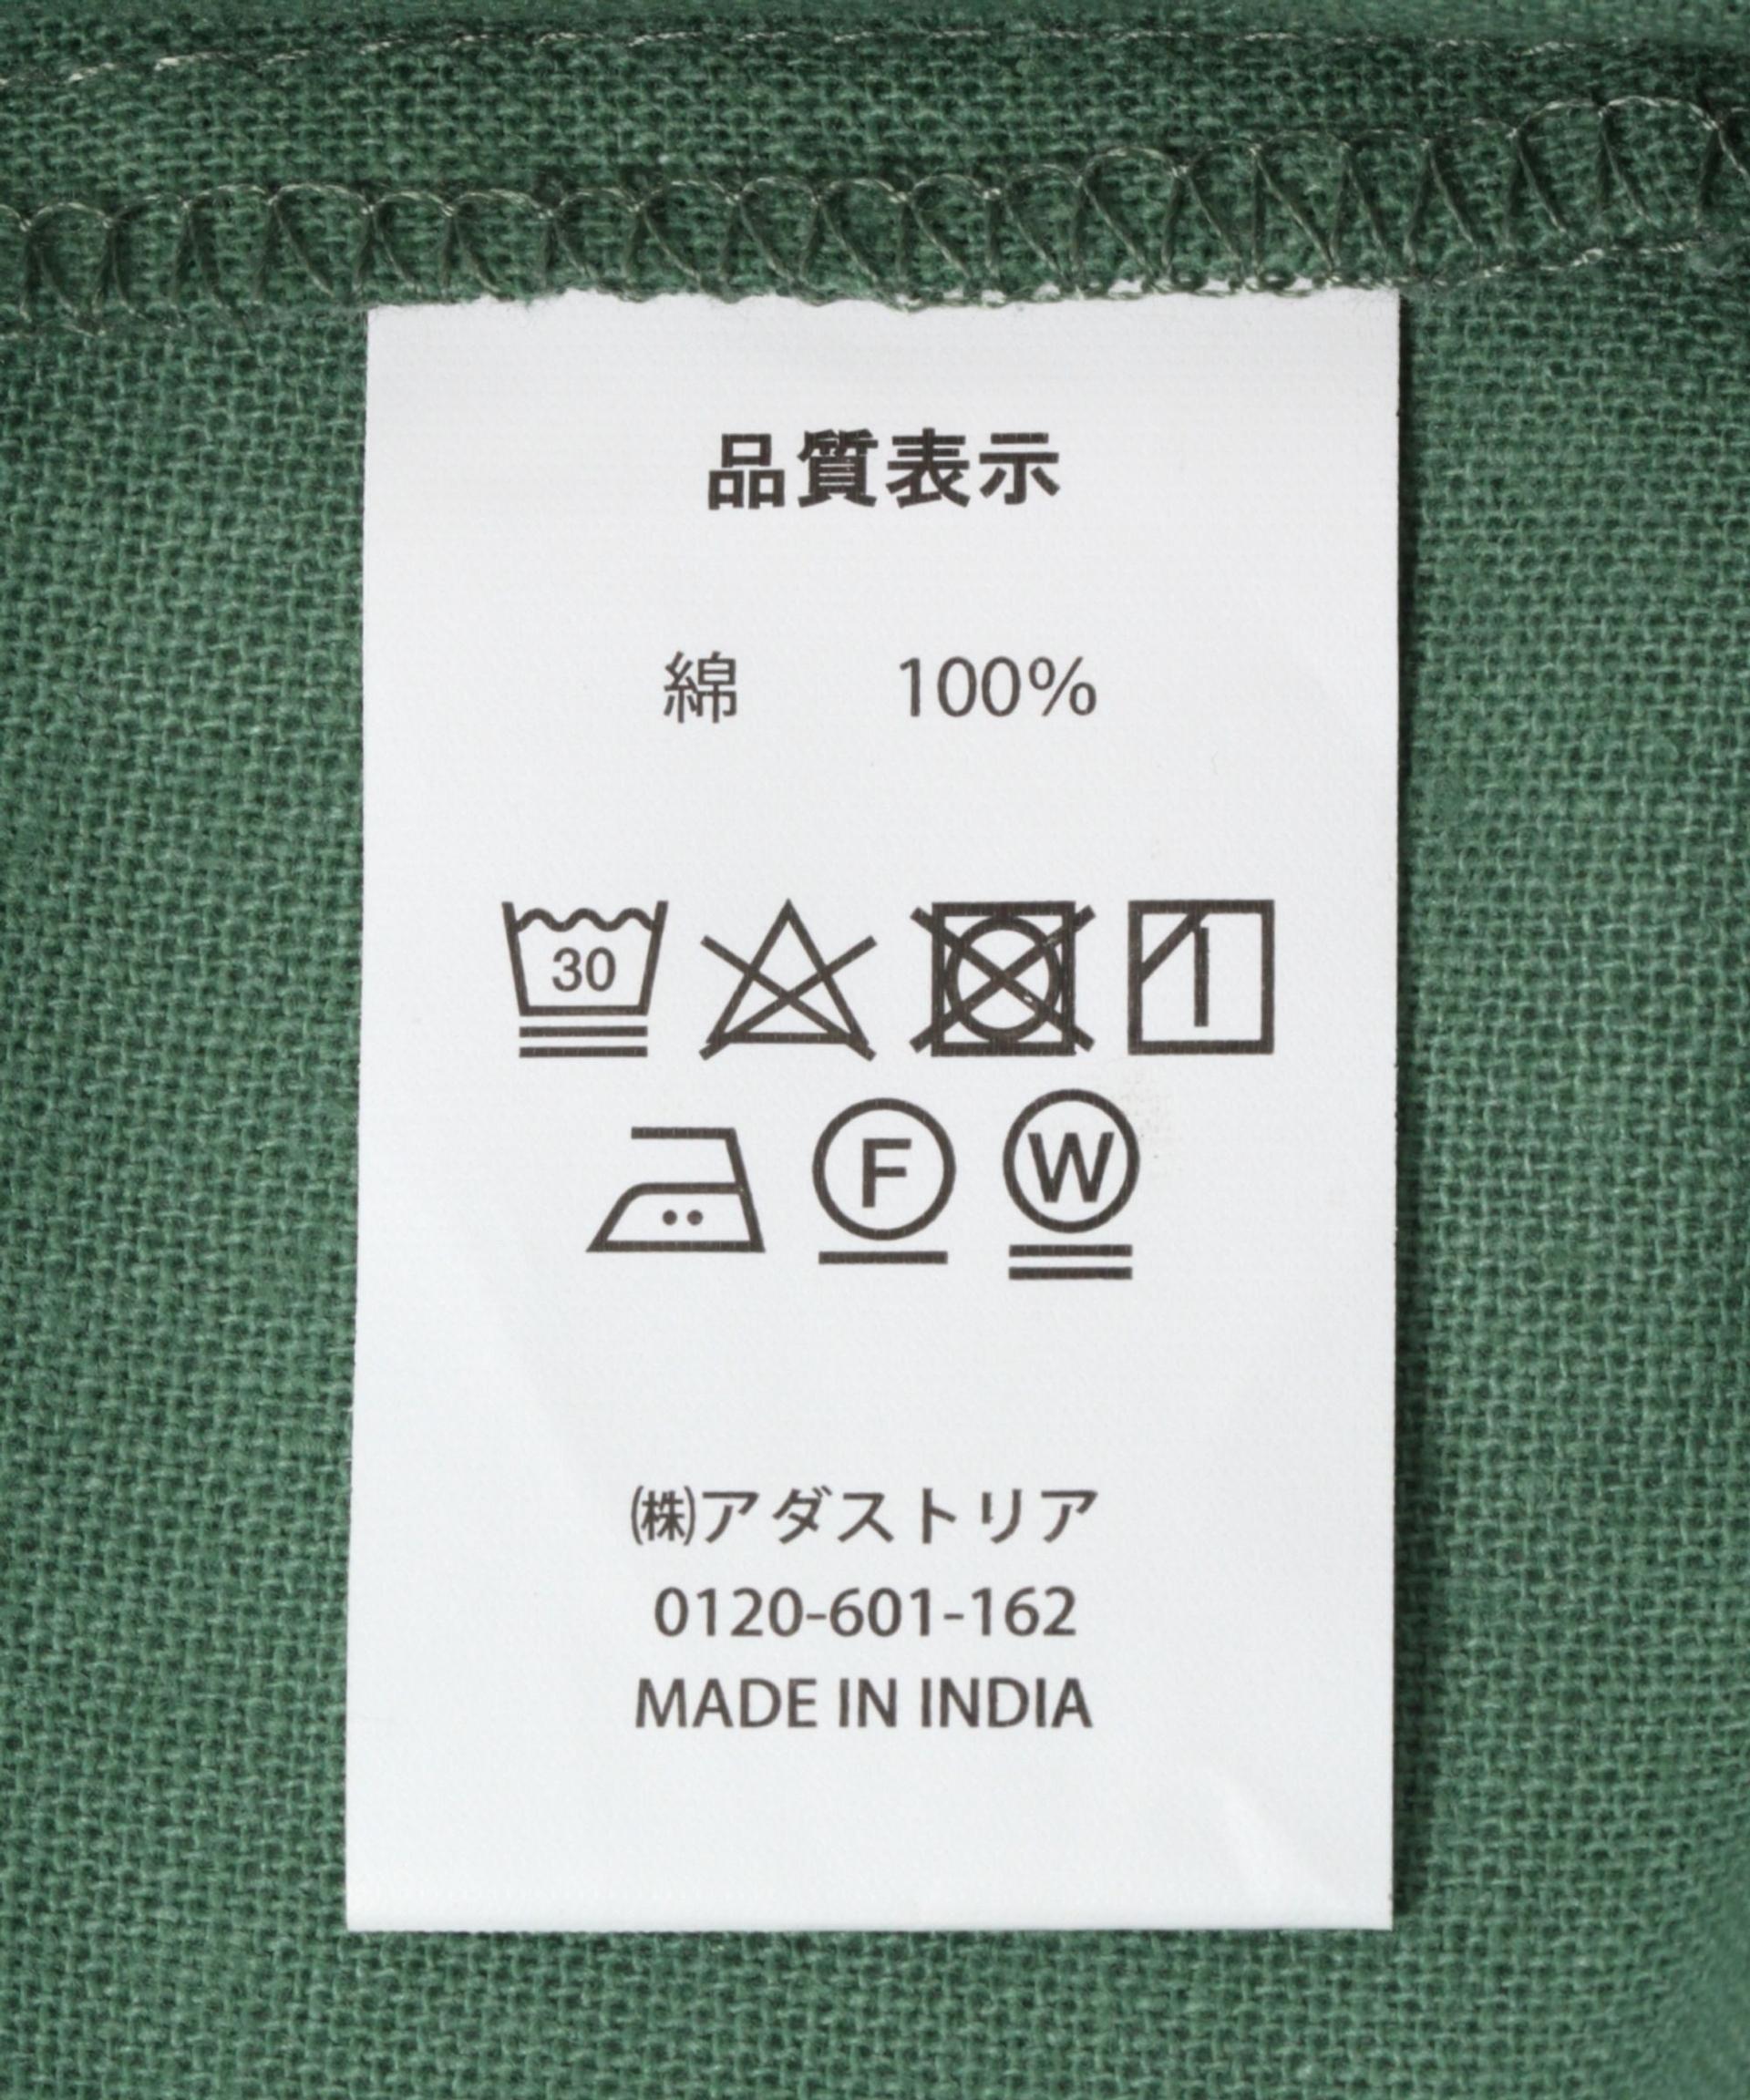 品質表示
綿 100%
30
F W
㈱アダストリア
0120-601-162
MADE IN INDIA